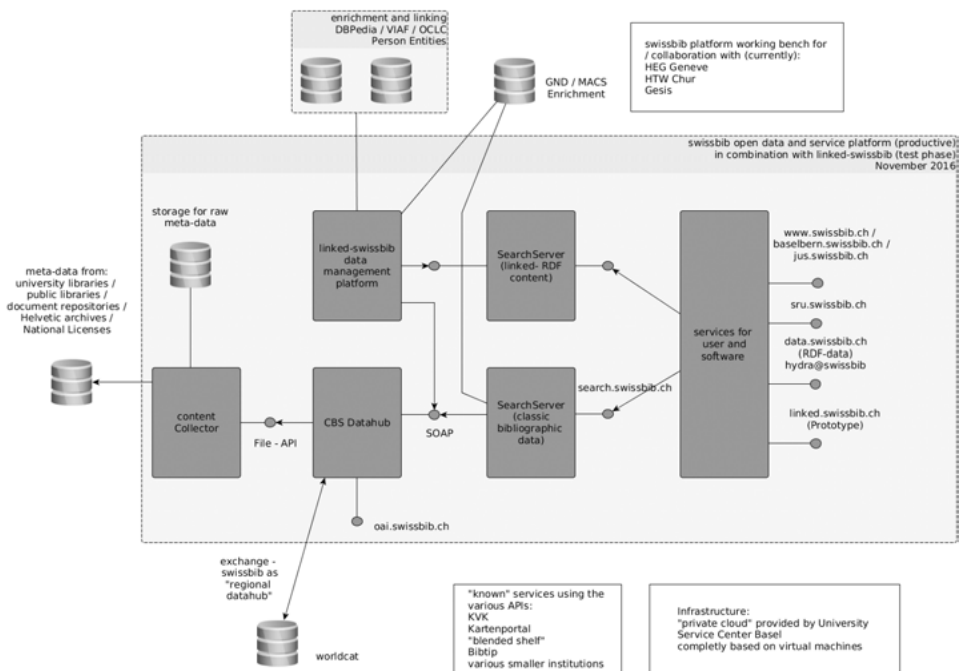 enrichment and linking
DBPedia / VIAF / OCLC
Person Entities
GND / MACS
Enrichment
swissbib platform working bench for
/ collaboration with (currently):
HEG Geneve
HTW Chur
Gesis
swissbib open data and service platform (productive)
in combination with linked-swissbib (test phase)
November 2016
storage for raw
meta-data
linked-swissbib
data
management
platform
SearchServer
(linked- RDF
content)
www.swissbib.ch /
baselbern.swissbib.ch /
jus.swissbib.ch
meta-data from:
university libraries /
public libraries /
document repositories /
Helvetic archives /
National Licenses
sru.swissbib.ch
services for
user and
software
data.swissbib.ch
(RDF-data)
hydra@swissbib
search.swissbib.ch
content
Collector
File - API
CBS Datahub
SOAP
SearchServer
(classic
bibliographic
data)
linked.swissbib.ch
(Prototype)
oai.swissbib.ch
exchange -
swissbib as
"regional
datahub"
worldcat
"known" services using the
various APIs:
KVK
Kartenportal
"blended shelf"
Bibtip
various smaller institutions
Infrastructure:
"private cloud" provided by University
Service Center Basel
completly based on virtual machines